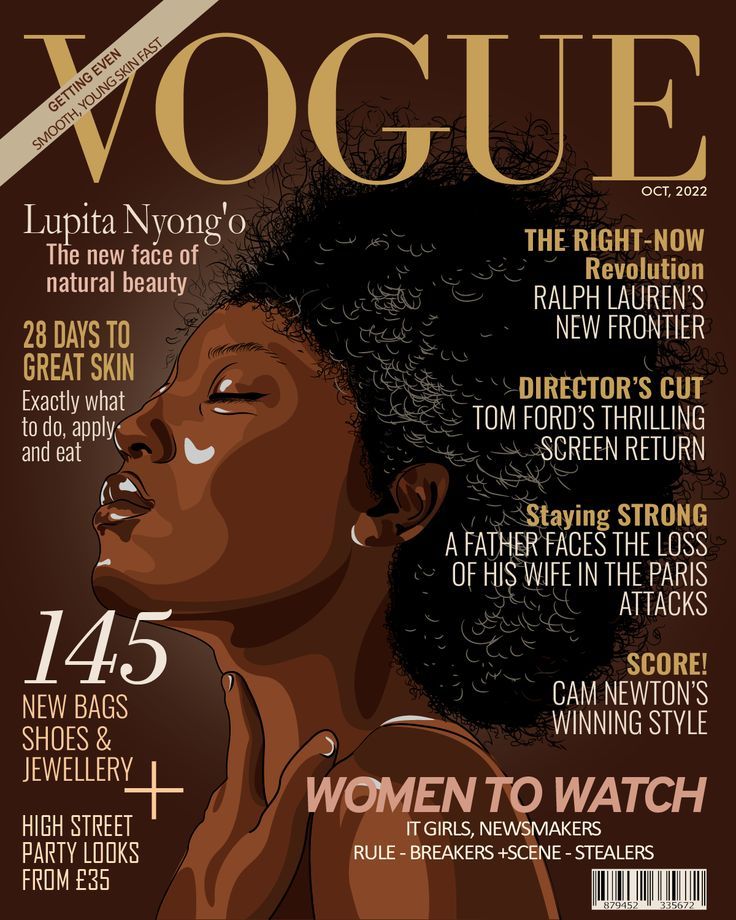 GETTING EVEN
SMOOTH, YOUNG SKIN FAST
VOGUE
OCT, 2022
Lupita Nyong'o
The new face of
natural beauty
28 DAYS TO
GREAT SKIN
Exactly what
to do, apply
and eat
145
NEW BAGS
SHOES &
JEWELLERY
+
HIGH STREET
PARTY LOOKS
FROM £35
THE RIGHT-NOW
Revolution
RALPH LAUREN'S
NEW FRONTIER
DIRECTOR'S CUT
TOM FORD'S THRILLING
SCREEN RETURN
Staying STRONG
A FATHER FACES THE LOSS
OF HIS WIFE IN THE PARIS
ATTACKS
SCORE!
CAM NEWTON'S
WINNING STYLE
WOMEN TO WATCH
IT GIRLS, NEWSMAKERS
RULE - BREAKERS +SCENE - STEALERS
879452 335672